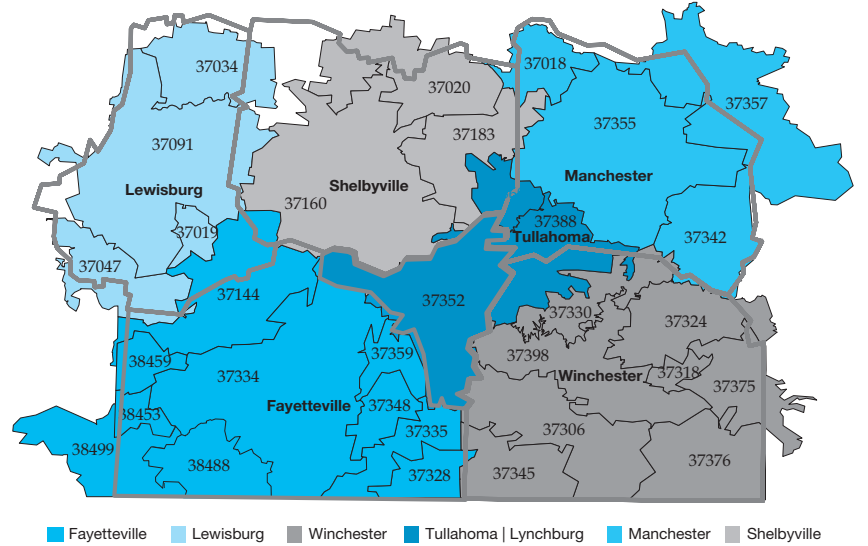 37034
37018
37020
37357
37091
37183
37355
Lewisburg
Shelbyville
Manchester
37160
37019
37388
Tullahoma
37342
37047
37144
37352
37330
37324
38459
37359
37398
37334
Winchester
37318
37375
38453
Fayetteville
37348
37335
37306
38499
38488
37328
37345
37376
Fayetteville
Lewisburg
Winchester
Tullahoma | Lynchburg
Manchester
Shelbyville